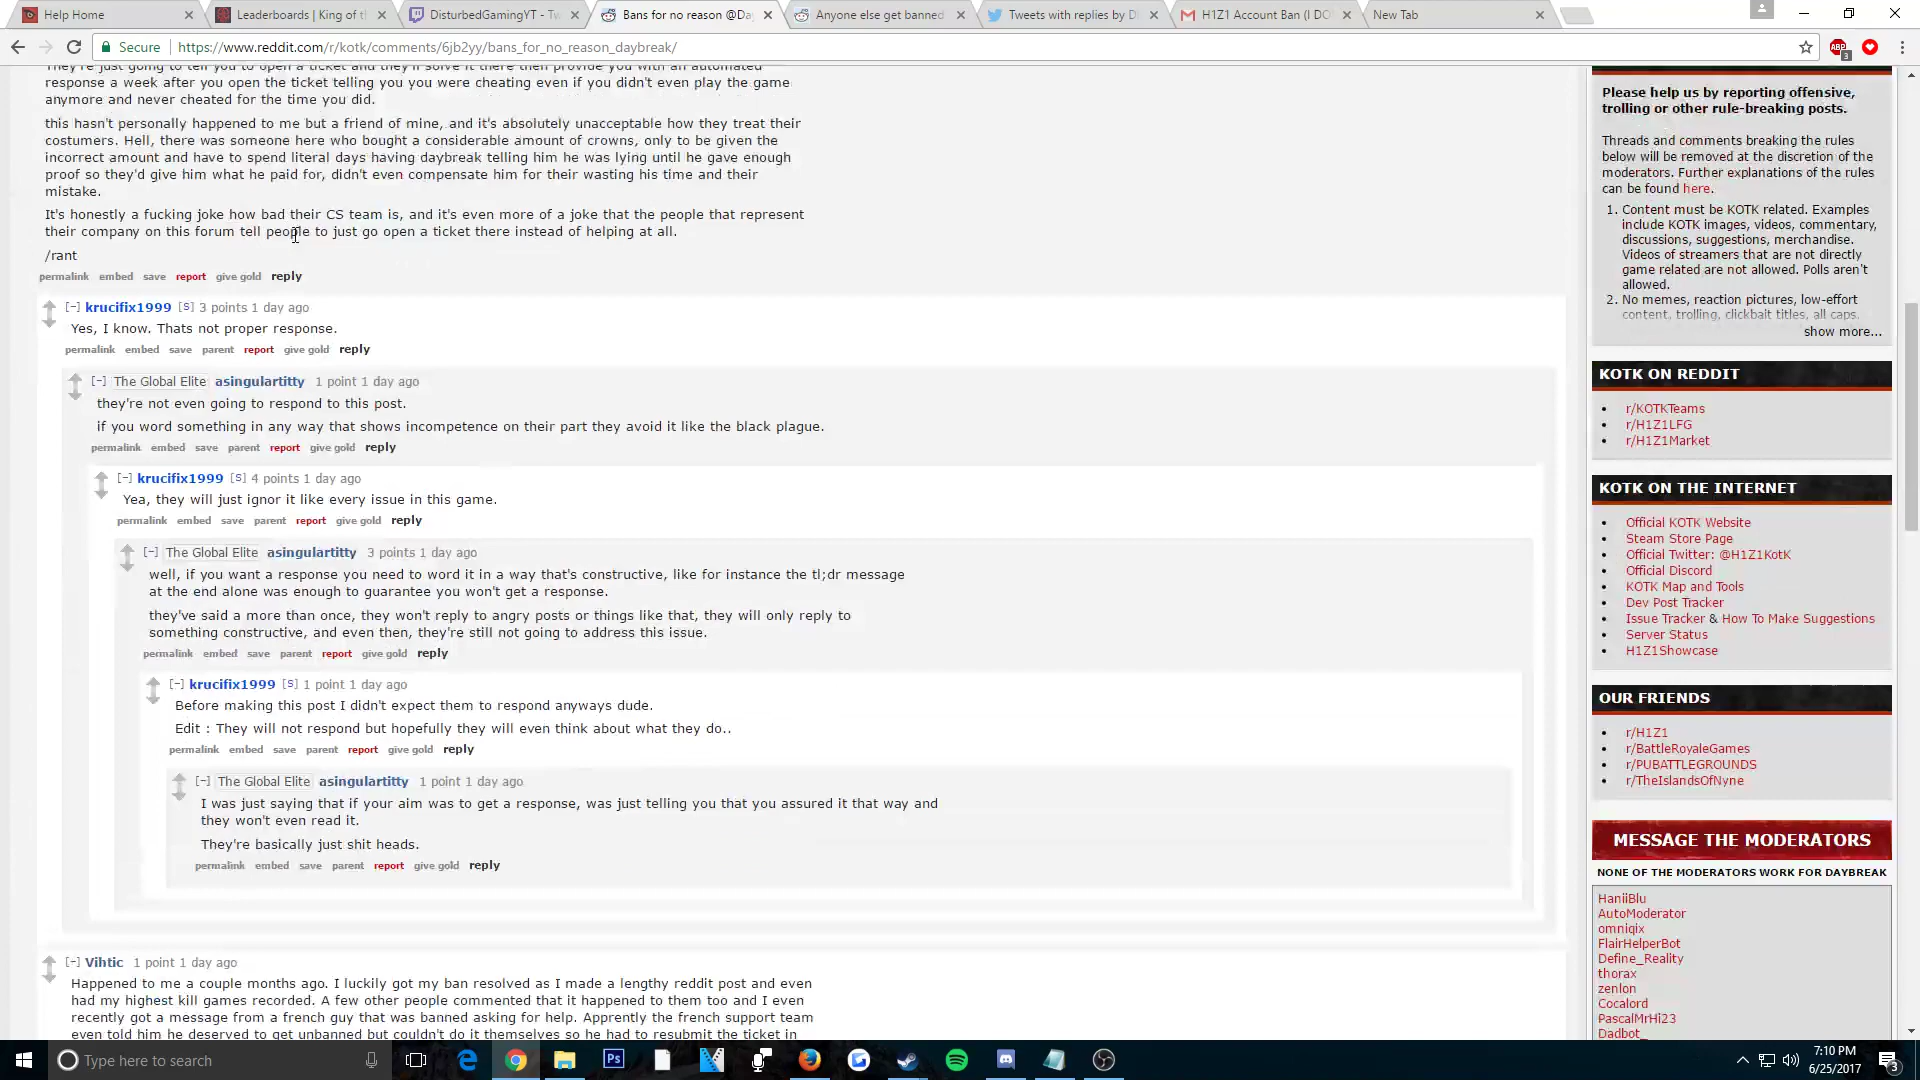 Help Home
Leaderboards | King of t
DisturbedGamingYT - Tw
Bans for no reason @Day
Anyone else get banned
Tweets with replies by D
H1Z1 Account Ban (I DO
New Tab
Secure
https://www.reddit.com/r/kotk/comments/6jb2yy/bans_for_no_reason_daybreak/
ABP
3
They're just going to tell you to open a ticket and they'll solve it there then provide you with an automated
response a week after you open the ticket telling you you were cheating even if you didn't even play the game
anymore and never cheated for the time you did.
this hasn't personally happened to me but a friend of mine, and it's absolutely unacceptable how they treat their
costumers. Hell, there was someone here who bought a considerable amount of crowns, only to be given the
incorrect amount and have to spend literal days having daybreak telling him he was lying until he gave enough
proof so they'd give him what he paid for, didn't even compensate him for their wasting his time and their
mistake.
It's honestly a fucking joke how bad their CS team is, and it's even more of a joke that the people that represent
their company on this forum tell people to just go open a ticket there instead of helping at all.
/rant
permalink embed save report give gold reply
[-] krucifix1999 [S] 3 points 1 day ago
Yes, I know. Thats not proper response.
permalink embed save parent report give gold reply
[-] The Global Elite asingulartitty 1 point 1 day ago
they're not even going to respond to this post.
if you word something in any way that shows incompetence on their part they avoid it like the black plague.
permalink embed save parent report give gold reply
[-] krucifix1999 [S] 4 points 1 day ago
Yea, they will just ignor it like every issue in this game.
permalink embed save parent report give gold reply
[-] The Global Elite asingulartitty 3 points 1 day ago
well, if you want a response you need to word it in a way that's constructive, like for instance the tl;dr message
at the end alone was enough to guarantee you won't get a response.
they've said a more than once, they won't reply to angry posts or things like that, they will only reply to
something constructive, and even then, they're still not going to address this issue.
permalink embed save parent report give gold reply
[-] krucifix1999 [S] 1 point 1 day ago
Before making this post I didn't expect them to respond anyways dude.
Edit : They will not respond but hopefully they will even think about what they do..
permalink embed save parent report give gold reply
[-] The Global Elite asingulartitty 1 point 1 day ago
I was just saying that if your aim was to get a response, was just telling you that you assured it that way and
they won't even read it.
They're basically just shit heads.
permalink embed save parent report give gold reply
[-] Vihtic 1 point 1 day ago
Happened to me a couple months ago. I luckily got my ban resolved as I made a lengthy reddit post and even
had my highest kill games recorded. A few other people commented that it happened to them too and I even
recently got a message from a french guy that was banned asking for help. Apprently the french support team
even told him he deserved to get unbanned but couldn't do it themselves so he had to resubmit the ticket in
Please help us by reporting offensive,
trolling or other rule-breaking posts.
Threads and comments breaking the rules
below will be removed at the discretion of the
moderators. Further explanations of the rules
can be found here.
1. Content must be KOTK related. Examples
include KOTK images, videos, commentary,
discussions, suggestions, merchandise.
Videos of streamers that are not directly
game related are not allowed. Polls aren't
allowed.
2. No memes, reaction pictures, low-effort
content, trolling, clickbait titles, all caps.
show more...
KOTK ON REDDIT
r/KOTKTeams
r/H1Z1LFG
r/H1Z1Market
KOTK ON THE INTERNET
Official KOTK Website
Steam Store Page
Official Twitter: @H1Z1KotK
Official Discord
KOTK Map and Tools
Dev Post Tracker
Issue Tracker & How To Make Suggestions
Server Status
H1Z1Showcase
OUR FRIENDS
r/H1Z1
r/BattleRoyaleGames
r/PUBATTLEGROUNDS
r/TheIslandsOfNyne
MESSAGE THE MODERATORS
NONE OF THE MODERATORS WORK FOR DAYBREAK
HaniiBlu
AutoModerator
omniqix
FlairHelperBot
Define_Reality
thorax
zenlon
Cocalord
PascalMrHi23
Dadbot_
Type here to search
Ps
7:10 PM
6/25/2017
3